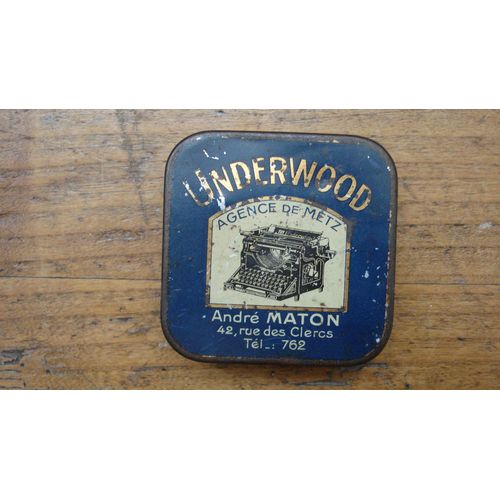 UNDERWOOD
AGENCE DE METZ
André MATON
42, rue des Clercs
Tél.: 762